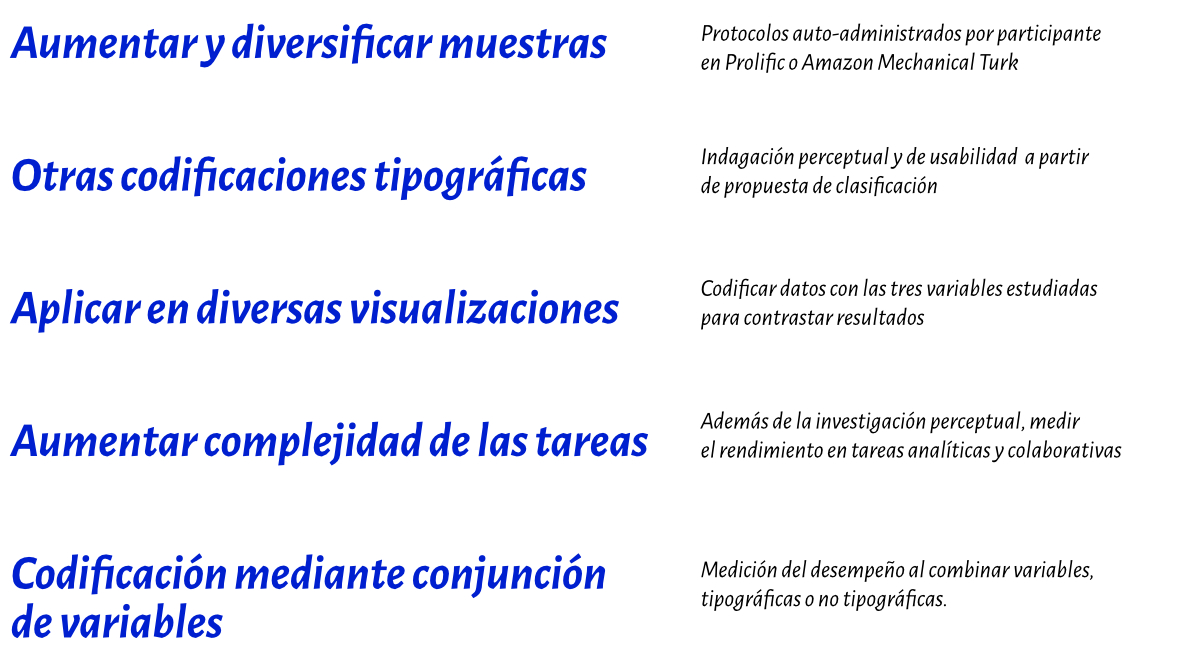 Aumentar y diversificar muestras
Protocolos auto-administrados por participante
en Prolific o Amazon Mechanical Turk
Otras codificaciones tipográficas
Indagación perceptual y de usabilidad a partir
de propuesta de clasificación
Aplicar en diversas visualizaciones
Codificar datos con las tres variables estudiadas
para contrastar resultados
Aumentar complejidad de las tareas
Además de la investigación perceptual, medir
el rendimiento en tareas analíticas y colaborativas
Codificación mediante conjunción
de variables
Medición del desempeño al combinar variables,
tipográficas o no tipográficas.